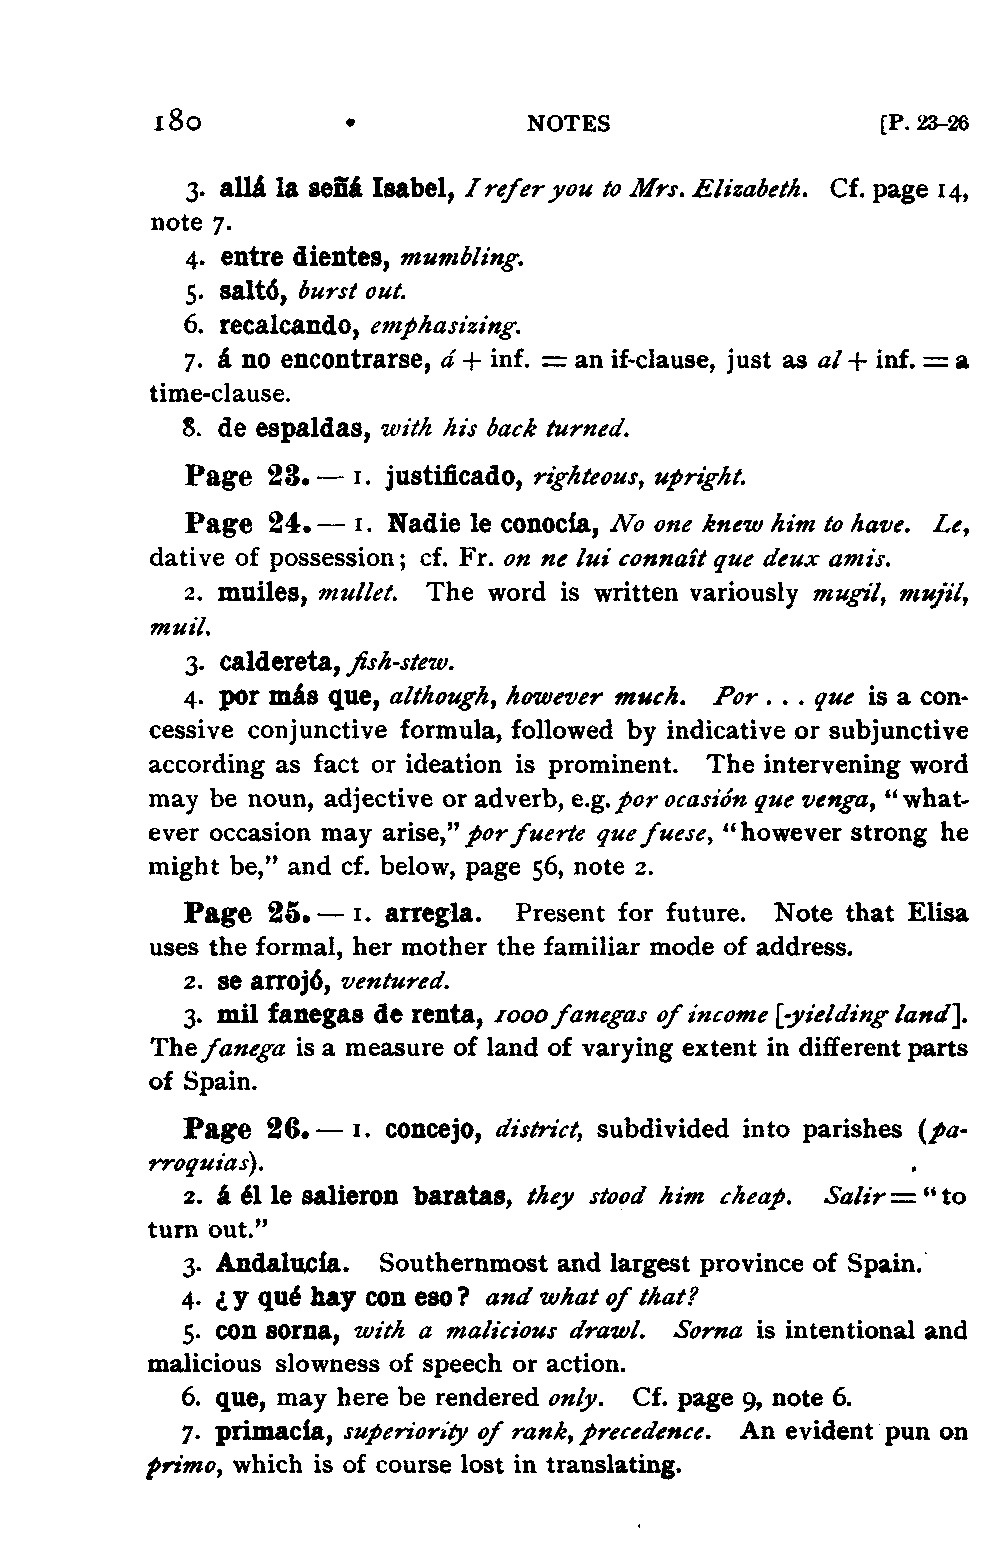 180 NOTES [P. 23–26
3. allá la señá Isabel, I refer you to Mrs. Elizabeth. Cf. page 14,
note 7.
4. entre dientes, mumbling.
5. saltó, burst out.
6. recalcando, emphasizing.
7. á no encontrarse, á + inf. = an if-clause, just as al + inf. = a
time-clause.
8. de espaldas, with his back turned.
Page 23. — 1. justificado, righteous, upright.
Page 24. — 1. Nadie le conocía, No one knew him to have. Le,
dative of possession; cf. Fr. on ne lui connaît que deux amis.
2. muiles, mullet. The word is written variously mugil, mujil,
muil.
3. caldereta, fish-stew.
4. por más que, although, however much. Por . . . que is a con-
cessive conjunctive formula, followed by indicative or subjunctive
according as fact or ideation is prominent. The intervening word
may be noun, adjective or adverb, e.g. por ocasión que venga, “what-
ever occasion may arise,” por fuerte que fuese, “however strong he
might be,” and cf. below, page 56, note 2.
Page 25. — 1. arregla. Present for future. Note that Elisa
uses the formal, her mother the familiar mode of address.
2. se arrojó, ventured.
3. mil fanegas de renta, 1000 fanegas of income [-yielding land].
The fanega is a measure of land of varying extent in different parts
of Spain.
Page 26. — 1. concejo, district, subdivided into parishes (pa-
rroquias).
2. á él le salieron baratas, they stood him cheap. Salir = “to
turn out.”
3. Andalucía. Southernmost and largest province of Spain.
4. ¿ y qué hay con eso? and what of that?
5. con sorna, with a malicious drawl. Sorna is intentional and
malicious slowness of speech or action.
6. que, may here be rendered only. Cf. page 9, note 6.
7. primacía, superiority of rank, precedence. An evident pun on
primo, which is of course lost in translating.